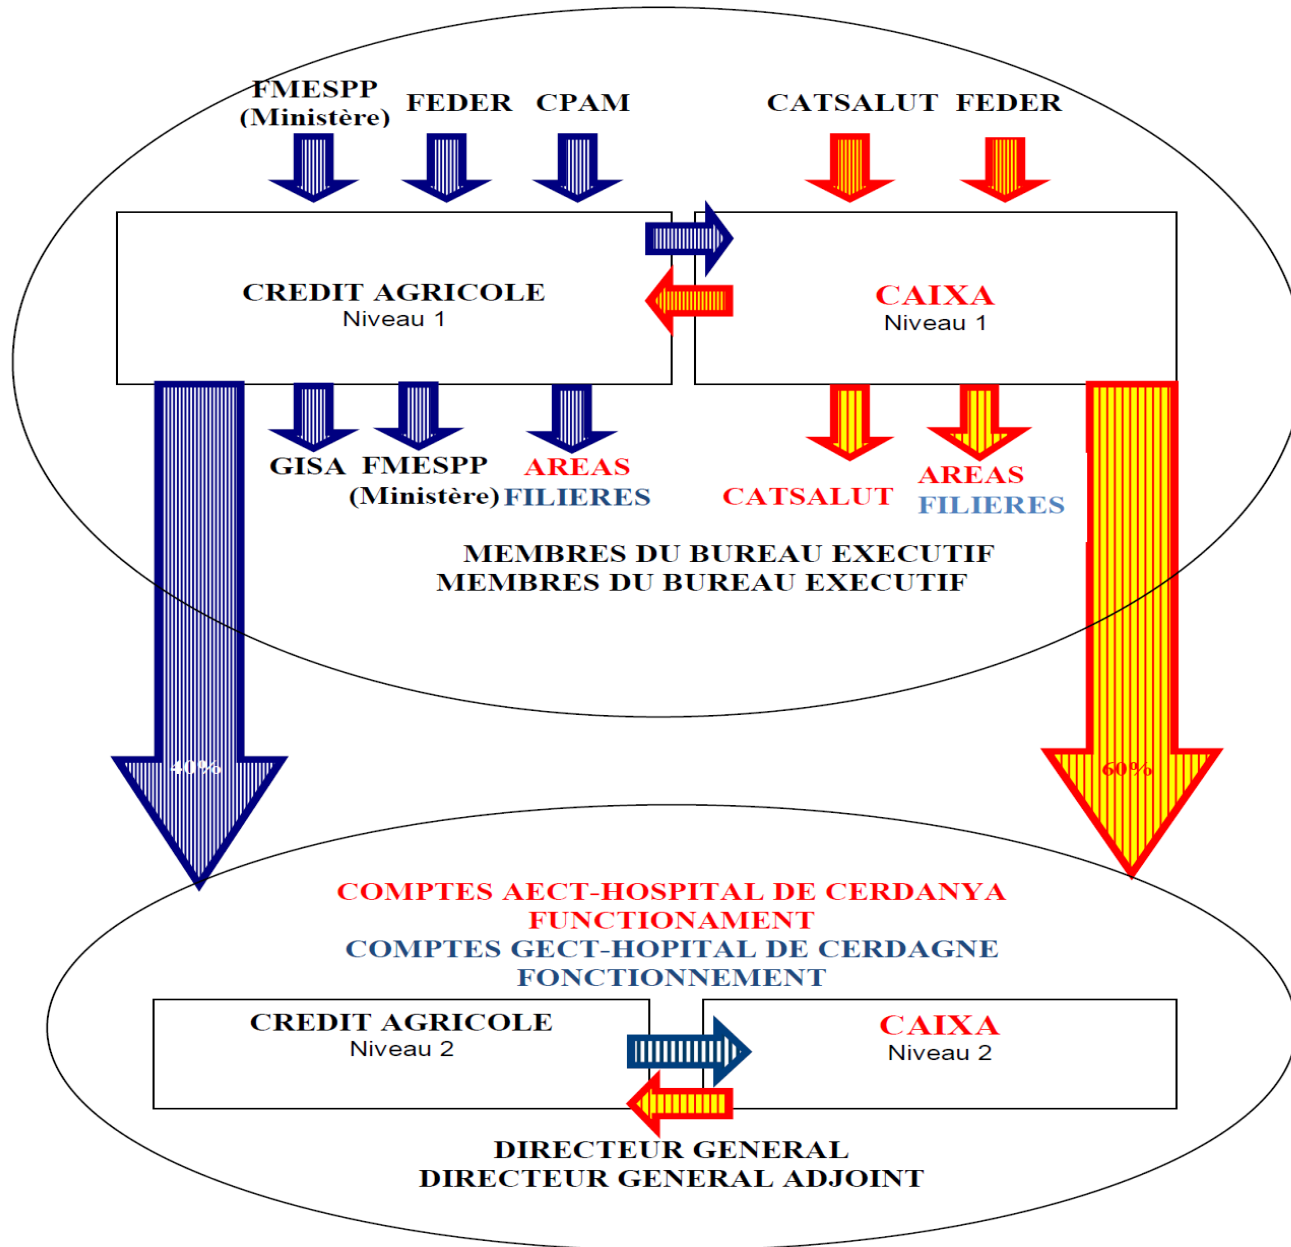 FMESPP
(Ministère)
FEDER
CPAM
CATSALUT
FEDER
CREDIT AGRICOLE
Niveau 1
CAIXA
Niveau 1
GISA
FMESPP
(Ministère)
AREAS
FILIERES
CATSALUT
AREAS
FILIERES
MEMBRES DU BUREAU EXECUTIF
MEMBRES DU BUREAU EXECUTIF
40%
60%
COMPTES AECT-HOSPITAL DE CERDANYA
FUNCTIONAMENT
COMPTES GECT-HOPITAL DE CERDAGNE
FONCTIONNEMENT
CREDIT AGRICOLE
Niveau 2
CAIXA
Niveau 2
DIRECTEUR GENERAL
DIRECTEUR GENERAL ADJOINT